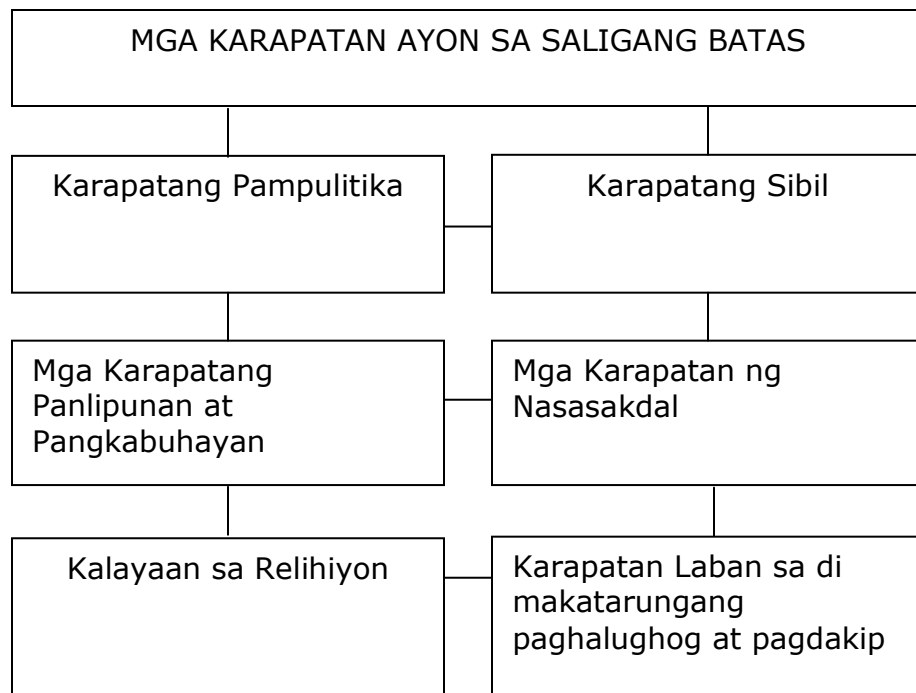 MGA KARAPATAN AYON SA SALIGANG BATAS
Karapatang Pampulitika
Karapatang Sibil
Mga Karapatang
Panlipunan at
Pangkabuhayan
Mga Karapatan ng
Nasasakdal
Kalayaan sa Relihiyon
Karapatan Laban sa di
makatarungang
paghalughog at pagdakip